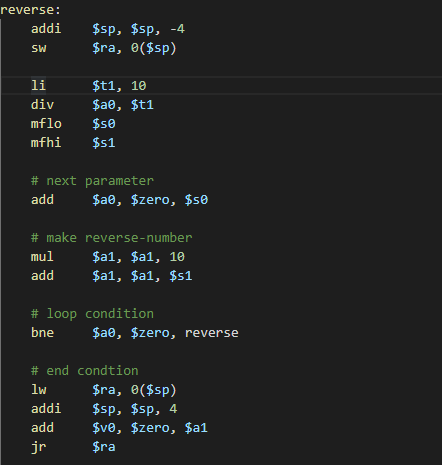 reverse:
addi $sp, $sp, -4
sw $ra, 0($sp)
li $t1, 10
div $a0, $t1
mflo $s0
mfhi $s1
# next parameter
add $a0, $zero, $s0
# make reverse-number
mul $a1, $a1, 10
add $a1, $a1, $s1
# loop condition
bne $a0, $zero, reverse
# end condtion
lw $ra, 0($sp)
addi $sp, $sp, 4
add $v0, $zero, $a1
jr $ra